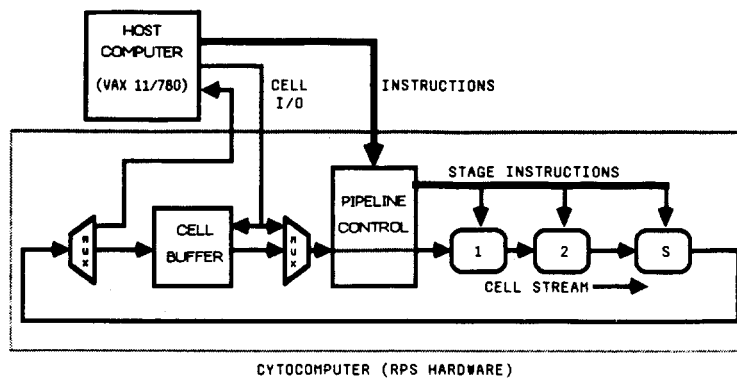 HOST
COMPUTER
(VAX 11/780)
CELL
I/O
INSTRUCTIONS
STAGE INSTRUCTIONS
PIPELINE
CONTROL
MUX
CELL
BUFFER
MUX
1
2
S
CELL STREAM
CYTOCOMPUTER (RPS HARDWARE)